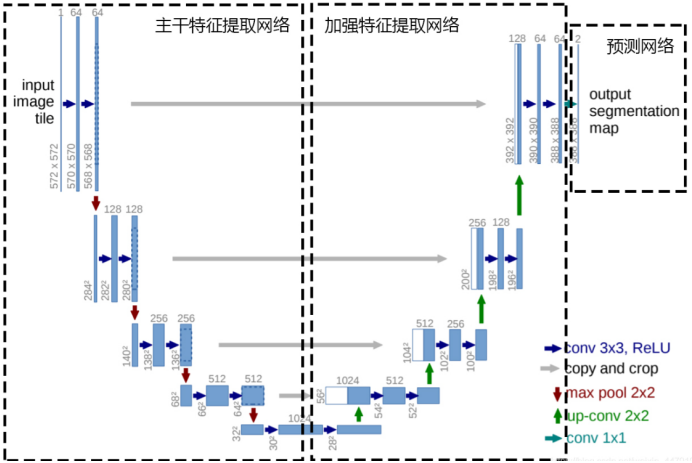 主干特征提取网络
加强特征提取网络
预测网络
1 64 64
input
image
tile
572 x 572
570 x 570
568 x 568
128 64 64 2
392 x 392
390 x 390
388 x 388
388 x 388
output
segmentation
map
128 128
284²
282²
280²
256 128
200²
198²
196²
256 256
140²
138²
136²
512 256
104²
102²
100²
512 512
68²
66²
64²
1024 512
56²
54²
52²
1024
32²
30²
28²
conv 3x3, ReLU
copy and crop
max pool 2x2
up-conv 2x2
conv 1x1